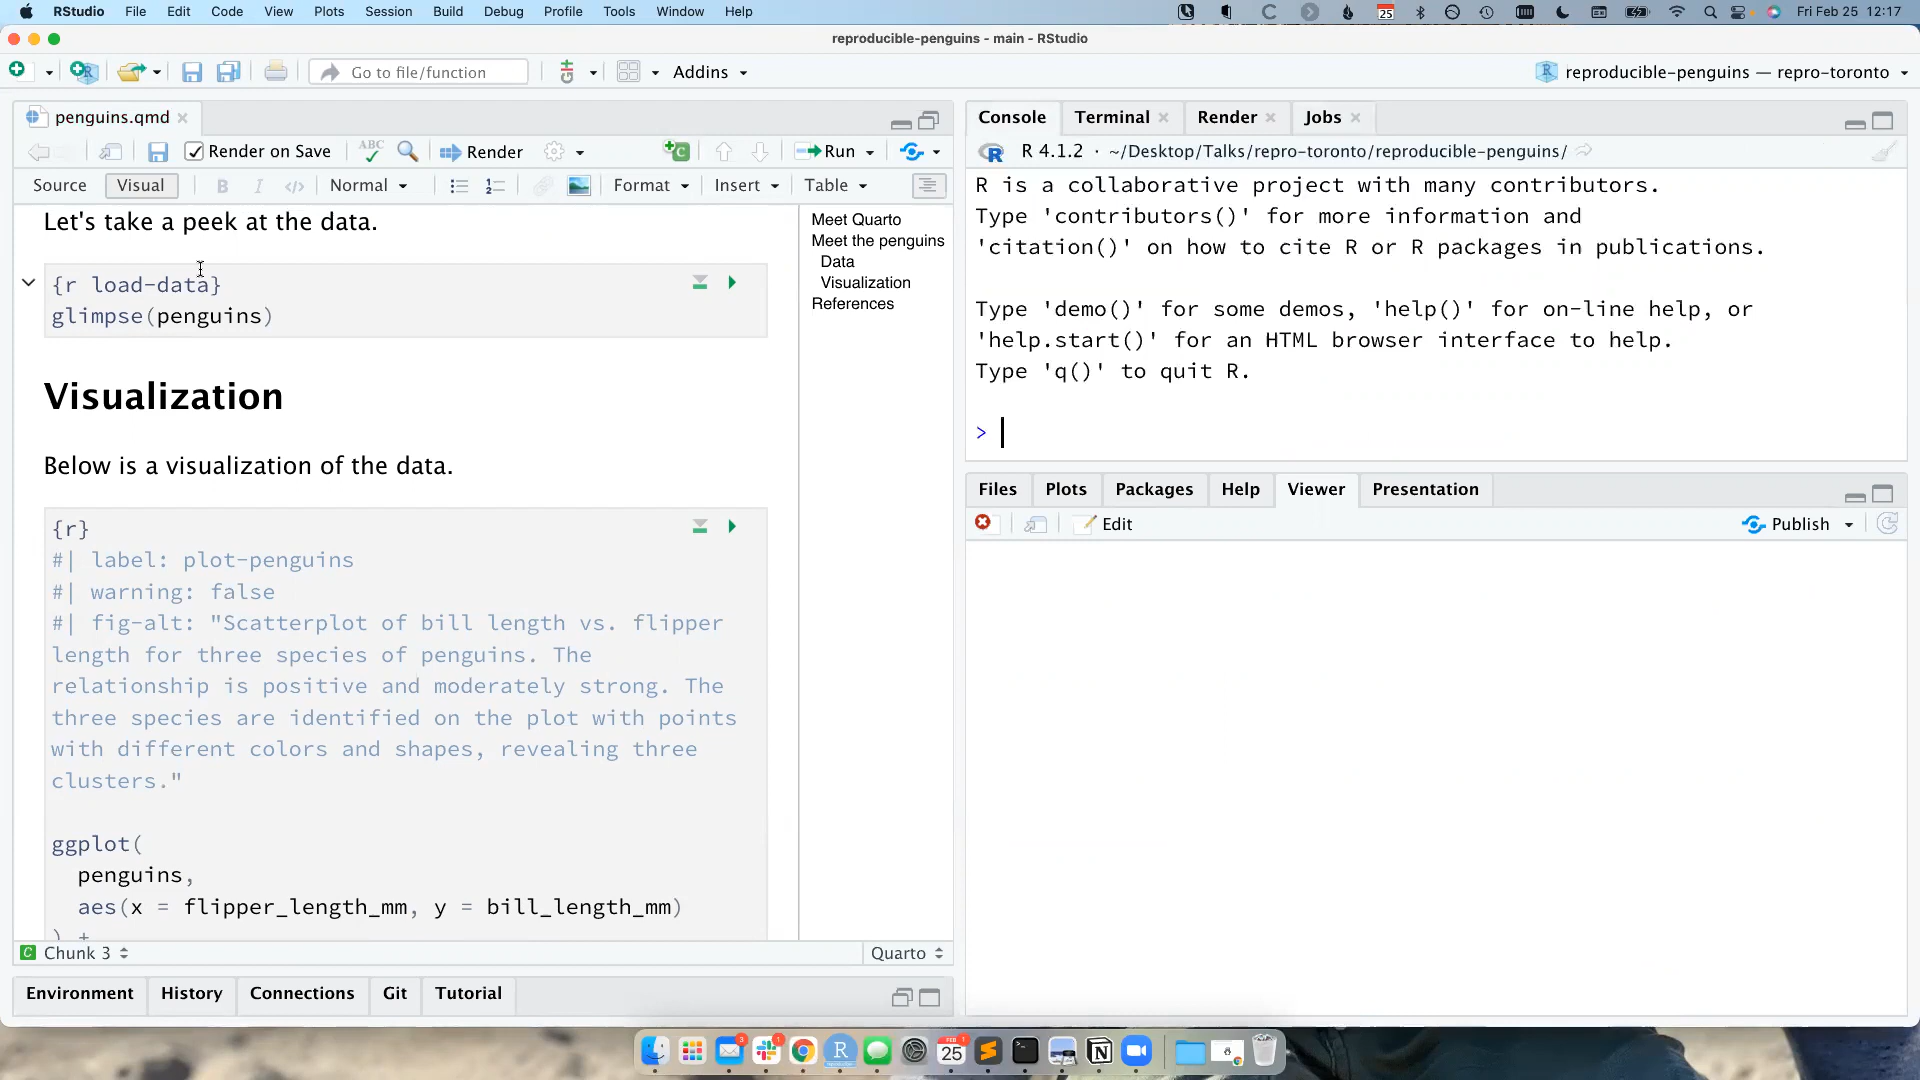 RStudio File Edit Code View Plots Session Build Debug Profile Tools Window Help 25 Fri Feb 25 12:17
reproducible-penguins - main - RStudio
Go to file/function Addins reproducible-penguins — repro-toronto
penguins.qmd
Render on Save ABC Render Run
Source Visual B I </> Normal Format Insert Table
Let's take a peek at the data.
{r load-data}
glimpse(penguins)
Visualization
Below is a visualization of the data.
{r}
#| label: plot-penguins
#| warning: false
#| fig-alt: "Scatterplot of bill length vs. flipper
length for three species of penguins. The
relationship is positive and moderately strong. The
three species are identified on the plot with points
with different colors and shapes, revealing three
clusters."
ggplot(
penguins,
aes(x = flipper_length_mm, y = bill_length_mm)
) +
Meet Quarto
Meet the penguins
Data
Visualization
References
Chunk 3 Quarto
Environment History Connections Git Tutorial
Console Terminal Render Jobs
R 4.1.2 · ~/Desktop/Talks/repro-toronto/reproducible-penguins/
R is a collaborative project with many contributors.
Type 'contributors()' for more information and
'citation()' on how to cite R or R packages in publications.
Type 'demo()' for some demos, 'help()' for on-line help, or
'help.start()' for an HTML browser interface to help.
Type 'q()' to quit R.
>
Files Plots Packages Help Viewer Presentation
Edit Publish
3 1 R FEB 25 1 N